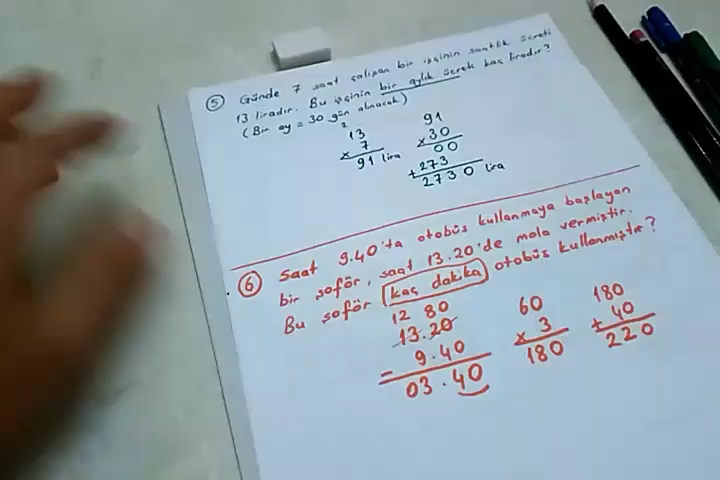 5 Günde 7 saat çalışan bir işçinin saatlik ücreti
13 liradır. Bu işçinin bir aylık ücreti kaç liradır?
(Bir ay = 30 gün alınacak)
2
13
x 7
91 lira
91
x 30
00
+ 273
2730 lira
6 Saat 9.40'ta otobüs kullanmaya başlayan
bir şoför, saat 13.20'de mola vermiştir.
Bu şoför kaç dakika otobüs kullanmıştır?
12 80
13.20
- 9.40
03.40
60
x 3
180
180
+ 40
220